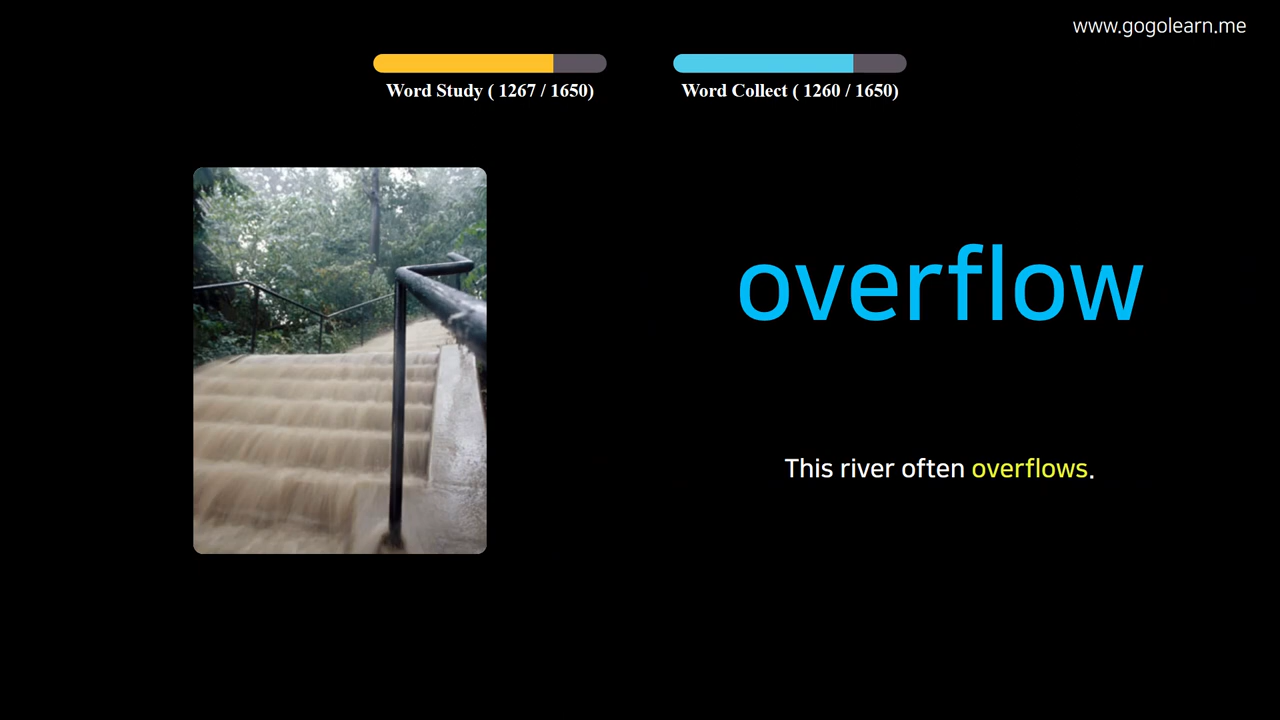 www.gogolearn.me
Word Study ( 1267 / 1650)
Word Collect ( 1260 / 1650)
overflow
This river often overflows.